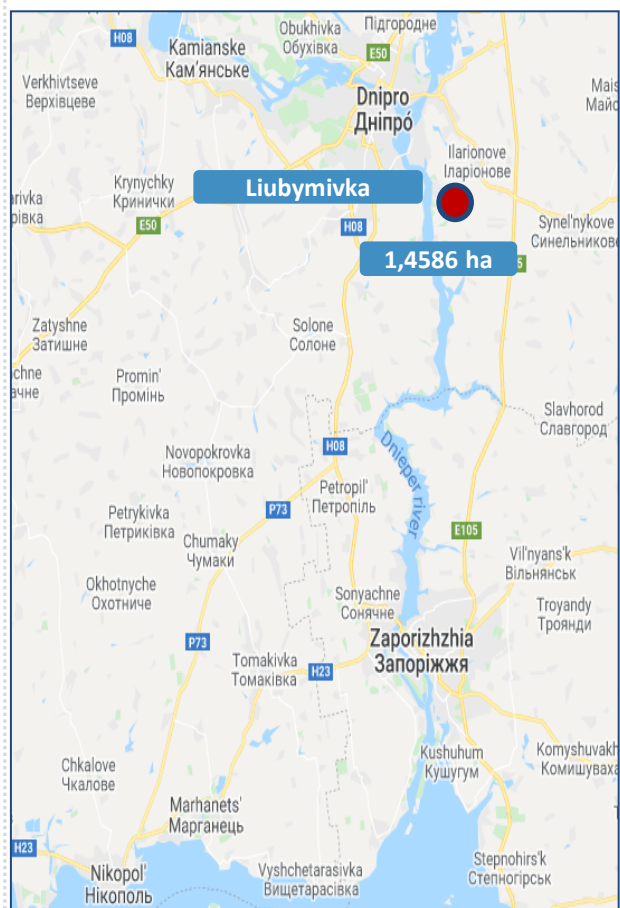 Obukhivka
Обухівка
Підгородне
H08
Kamianske
Кам'янське
E50
Verkhivtseve
Верхівцеве
Dnipro
Дніпро́
Ilarionove
Іларіонове
Krynychky
Кринички
Liubymivka
E50
H08
Synel'nykove
Синельникове
1,4586 ha
Zatyshne
Затишне
Solone
Солоне
Promin'
Промінь
Slavhorod
Славгород
H08
Novopokrovka
Новопокровка
Dnieper river
Petropil'
Петропіль
Petrykivka
Петриківка
P73
E105
Chumaky
Чумаки
Vil'nyans'k
Вільнянськ
Okhotnyche
Охотниче
Sonyachne
Сонячне
Troyandy
Троянди
Zaporizhzhia
Запоріжжя
P73
Tomakivka
Томаківка
H23
Kushuhum
Кушугум
Komyshuvakh
Комишуваха
Chkalove
Чкалове
Marhanets'
Марганець
H23
Nikopol'
Нікополь
Vyshchetarasivka
Вищетарасівка
Stepnohirs'k
Степногірськ